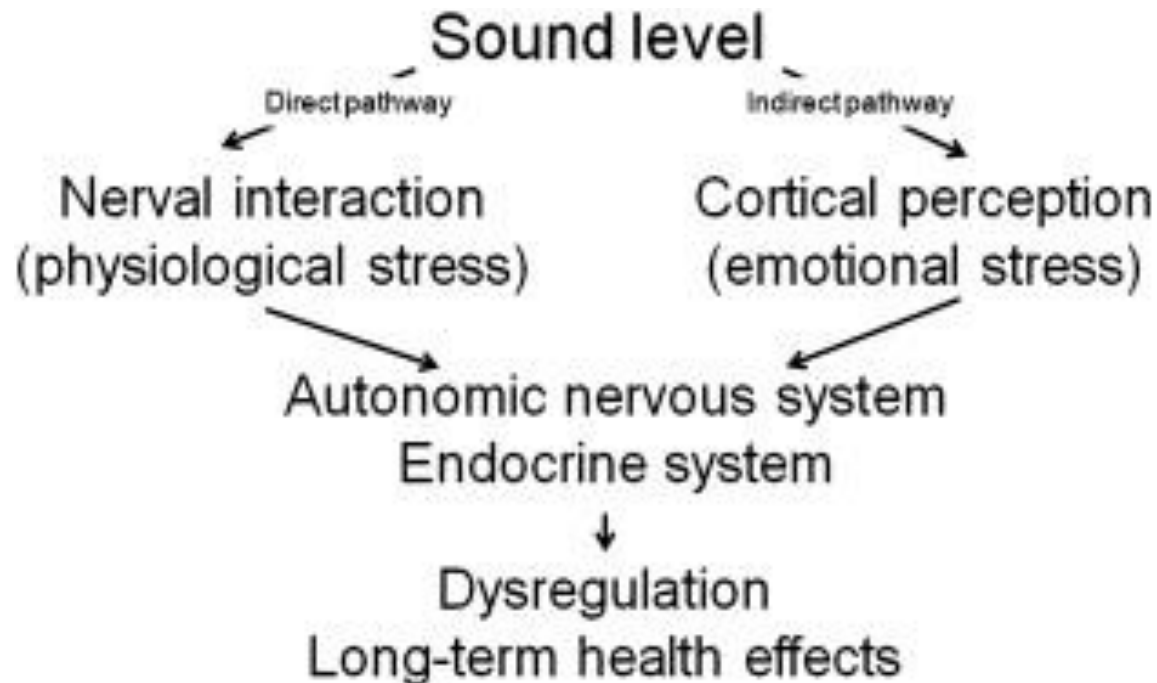 Sound level
Direct pathway
Indirect pathway
Nerval interaction
(physiological stress)
Cortical perception
(emotional stress)
Autonomic nervous system
Endocrine system
Dysregulation
Long-term health effects